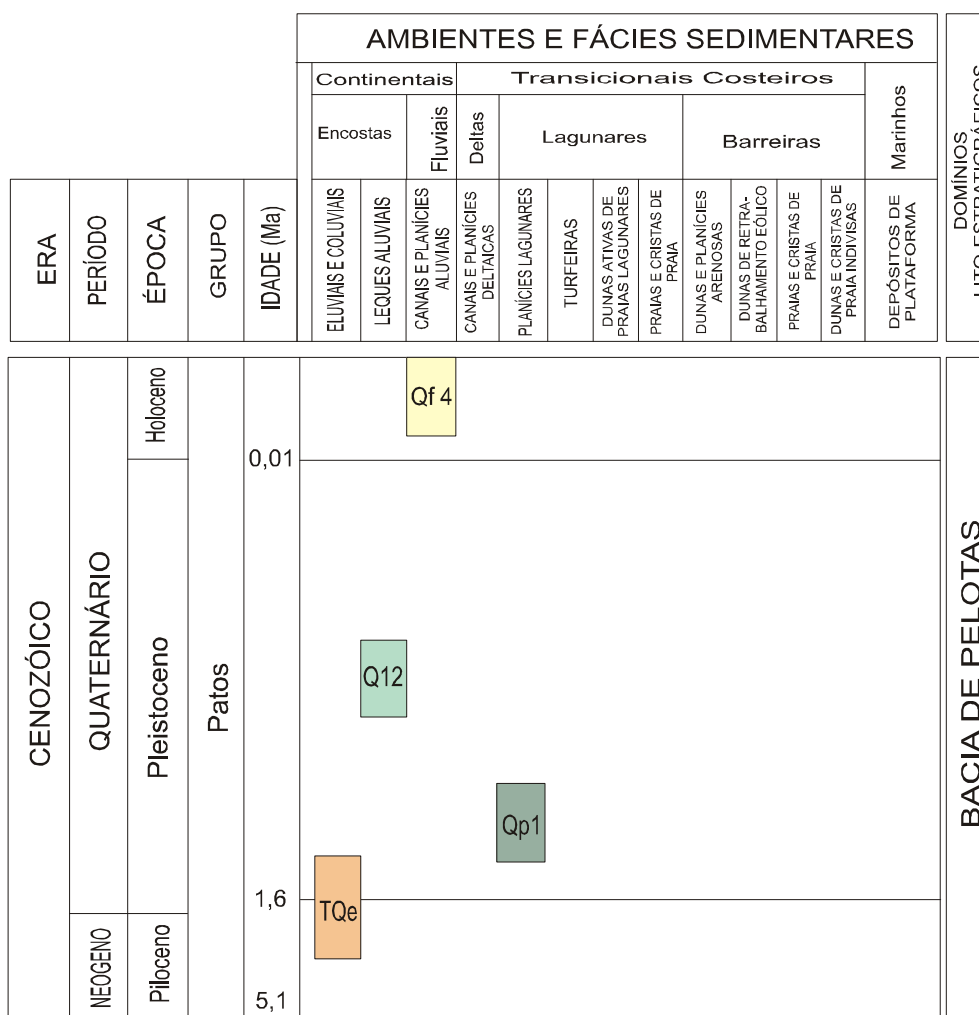 AMBIENTES E FÁCIES SEDIMENTARES
Continentais
Transicionais Costeiros
Marinhos
Encostas
Fluviais
Deltas
Lagunares
Barreiras
ERA
PERÍODO
ÉPOCA
GRUPO
IDADE (Ma)
ELUVIAIS E COLUVIAIS
LEQUES ALUVIAIS
CANAIS E PLANÍCIES
ALUVIAIS
CANAIS E PLANÍCIES
DELTAICAS
PLANÍCIES LAGUNARES
TURFEIRAS
DUNAS ATIVAS DE
PRAIAS LAGUNARES
PRAIAS E CRISTAS DE
PRAIA
DUNAS E PLANÍCIES
ARENOSAS
DUNAS DE RETRA-
BALHAMENTO EÓLICO
PRAIAS E CRISTAS DE
PRAIA
DUNAS E CRISTAS DE
PRAIA INDIVISAS
DEPÓSITOS DE
PLATAFORMA
DOMÍNIOS
CENOZÓICO
QUATERNÁRIO
NEOGENO
Holoceno
Pleistoceno
Piloceno
Patos
0,01
1,6
5,1
Qf 4
Q12
Qp1
TQe
BACIA DE PELOTAS